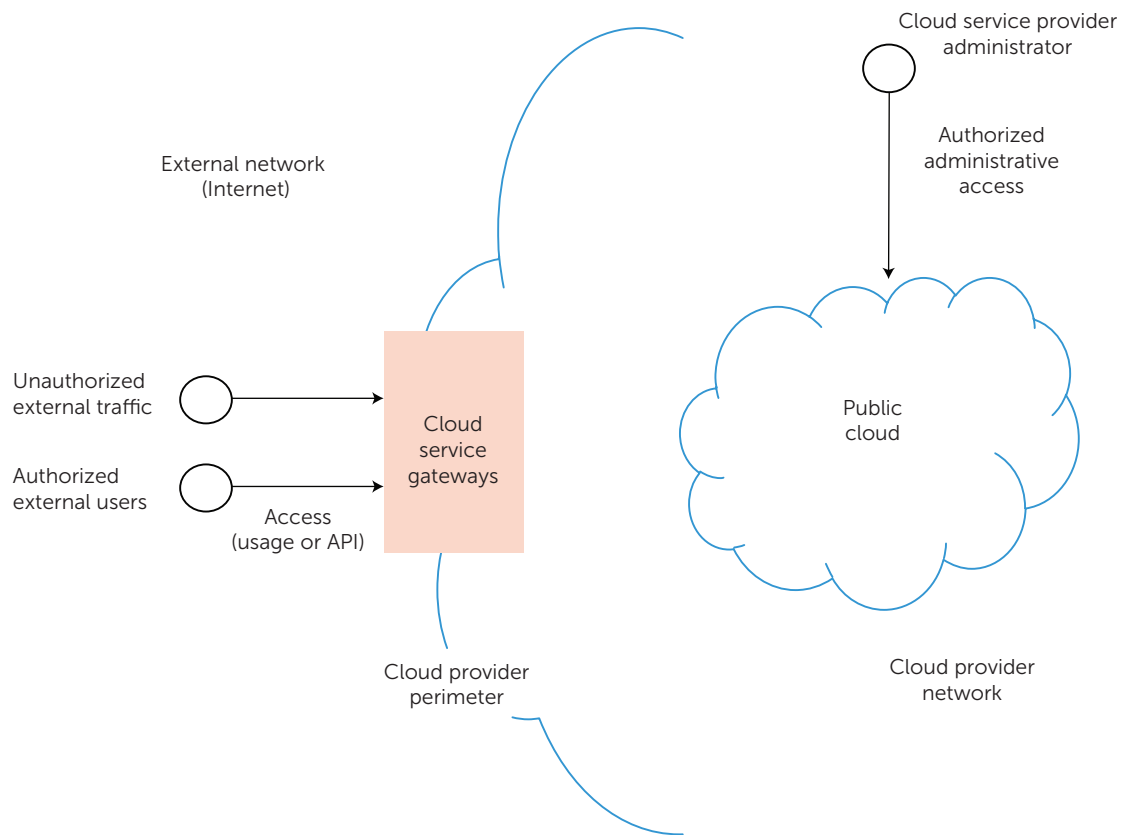 Cloud service provider
administrator
Authorized
administrative
access
External network
(Internet)
Unauthorized
external traffic
Cloud
service
gateways
Public
cloud
Authorized
external users
Access
(usage or API)
Cloud provider
perimeter
Cloud provider
network